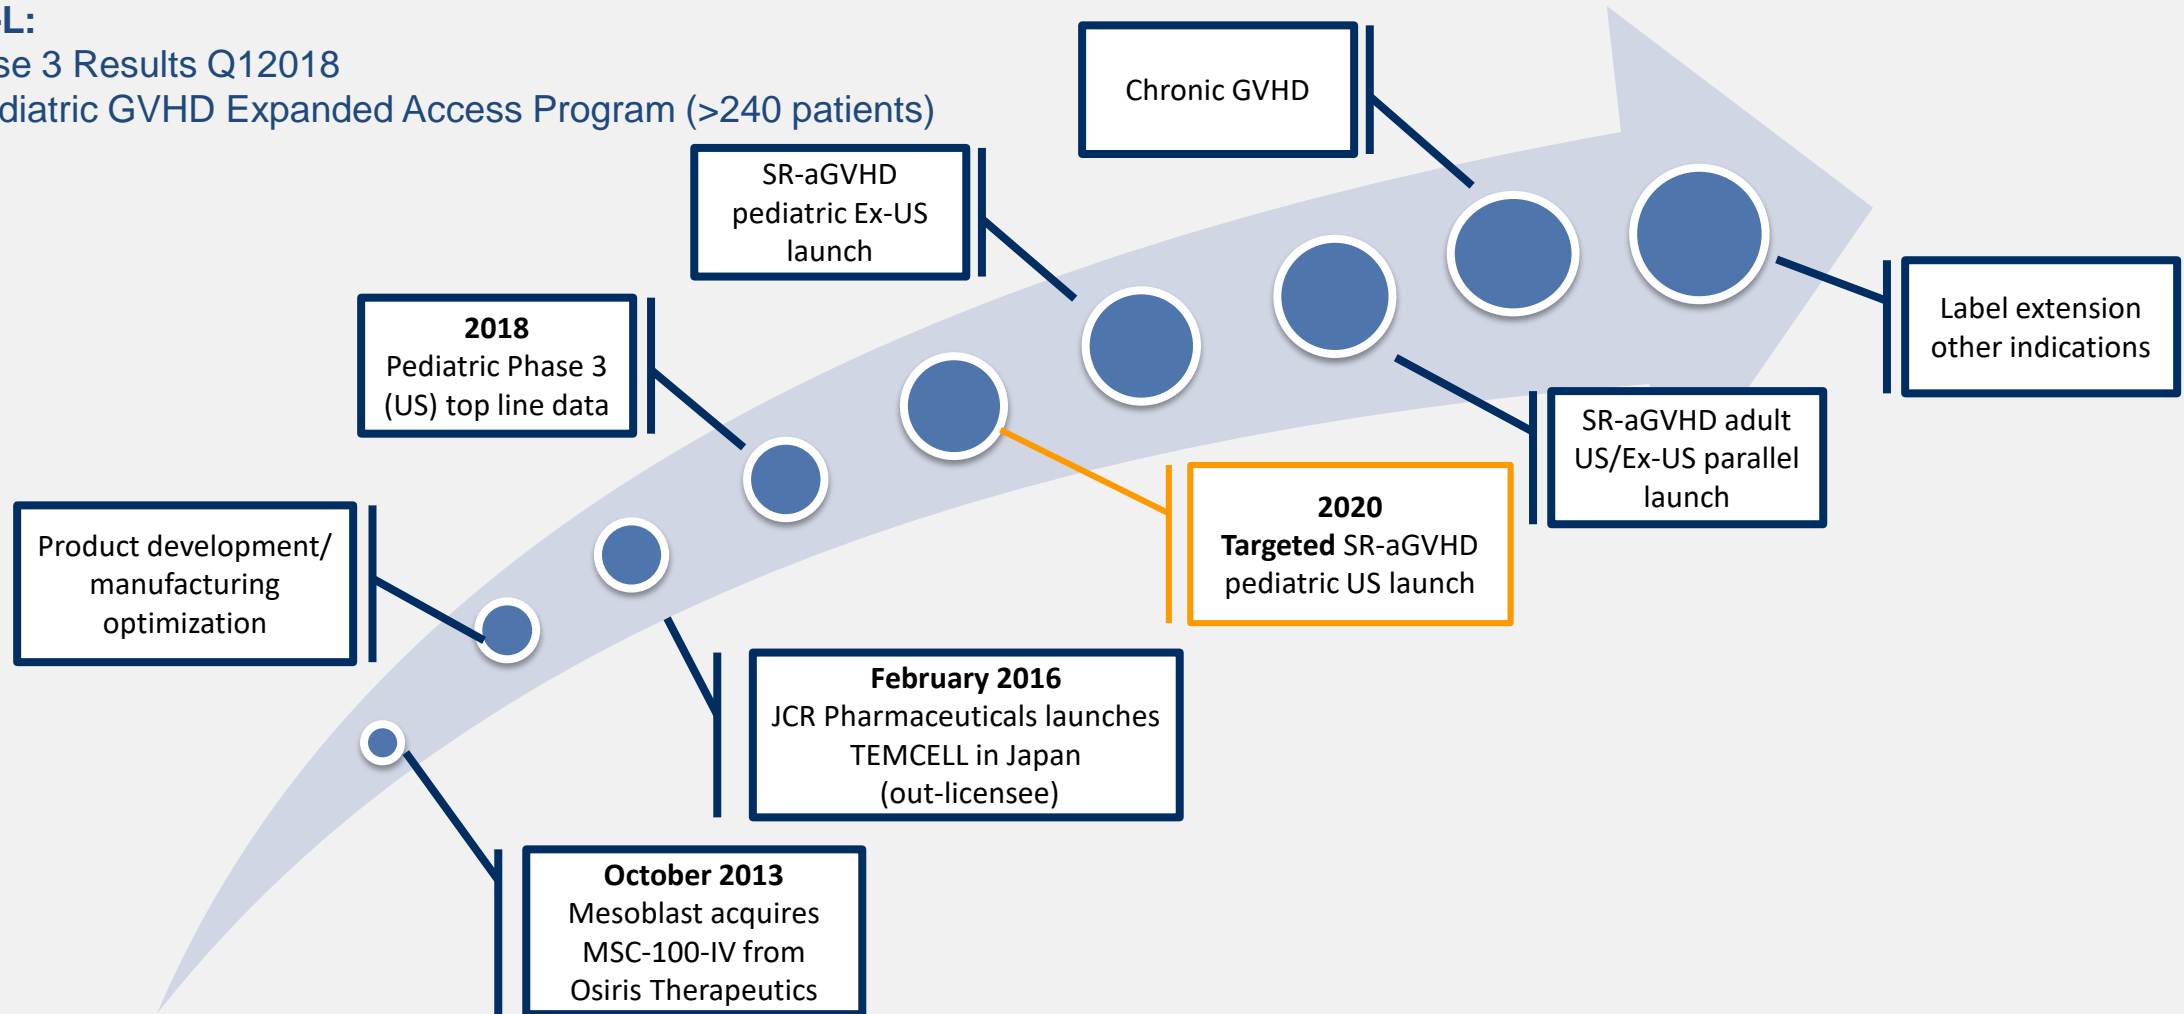 -L:
se 3 Results Q12018
diatric GVHD Expanded Access Program (>240 patients)
Chronic GVHD
SR-aGVHD
pediatric Ex-US
launch
2018
Pediatric Phase 3
(US) top line data
Label extension
other indications
SR-aGVHD adult
US/Ex-US parallel
launch
2020
Targeted SR-aGVHD
pediatric US launch
Product development/
manufacturing
optimization
February 2016
JCR Pharmaceuticals launches
TEMCELL in Japan
(out-licensee)
October 2013
Mesoblast acquires
MSC-100-IV from
Osiris Therapeutics